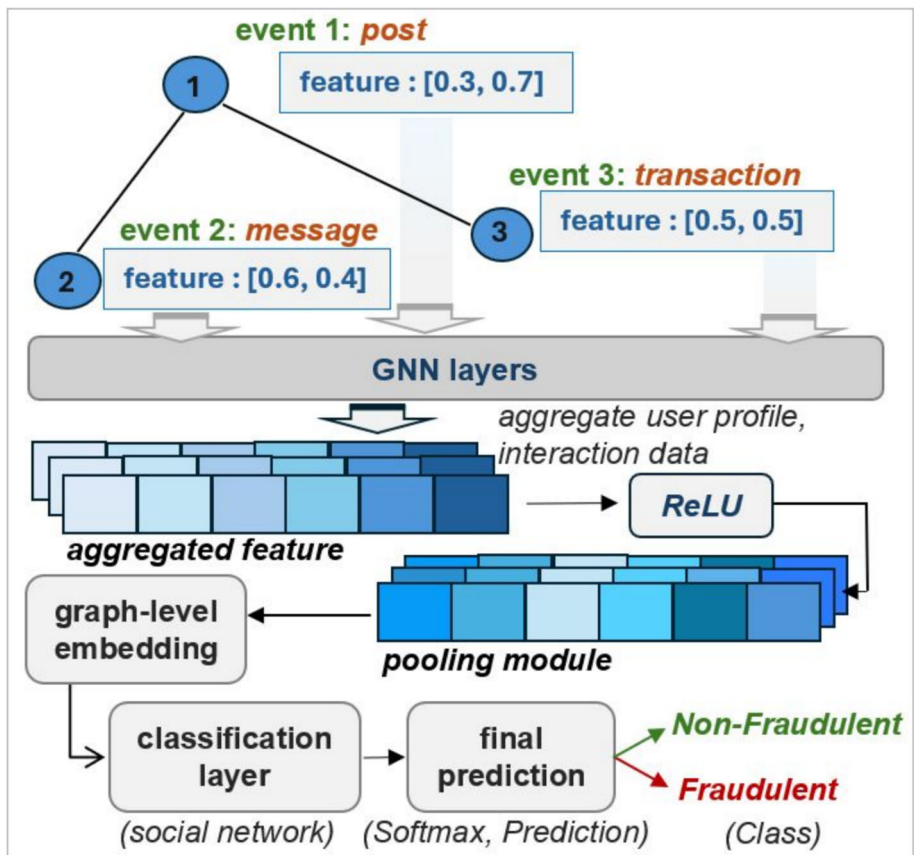 event 1: post
1
feature : [0.3, 0.7]
event 3: transaction
3
feature : [0.5, 0.5]
event 2: message
2
feature : [0.6, 0.4]
GNN layers
aggregate user profile,
interaction data
ReLU
aggregated feature
graph-level
embedding
pooling module
classification
layer
final
prediction
Non-Fraudulent
Fraudulent
(social network)
(Softmax, Prediction)
(Class)